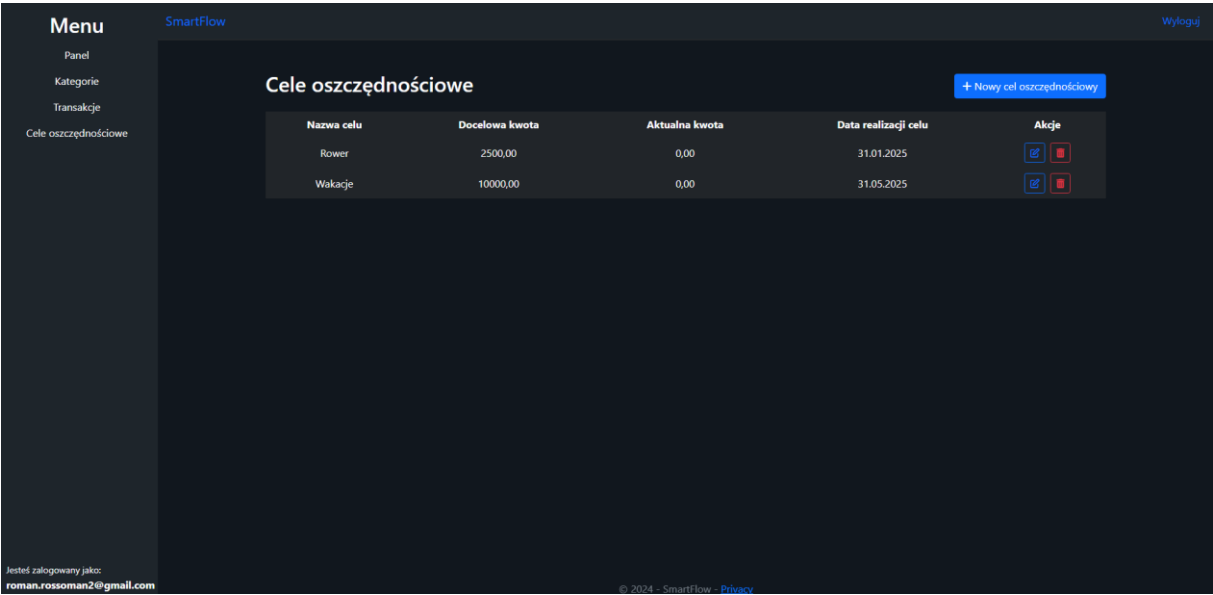 Menu
Panel
Kategorie
Transakcje
Cele oszczędnościowe
SmartFlow
Wyloguj
Cele oszczędnościowe
+ Nowy cel oszczędnościowy
Nazwa celu Docelowa kwota Aktualna kwota Data realizacji celu Akcje
Rower 2500,00 0,00 31.01.2025
Wakacje 10000,00 0,00 31.05.2025
Jesteś zalogowany jako:
roman.rossoman2@gmail.com
© 2024 - SmartFlow - Privacy